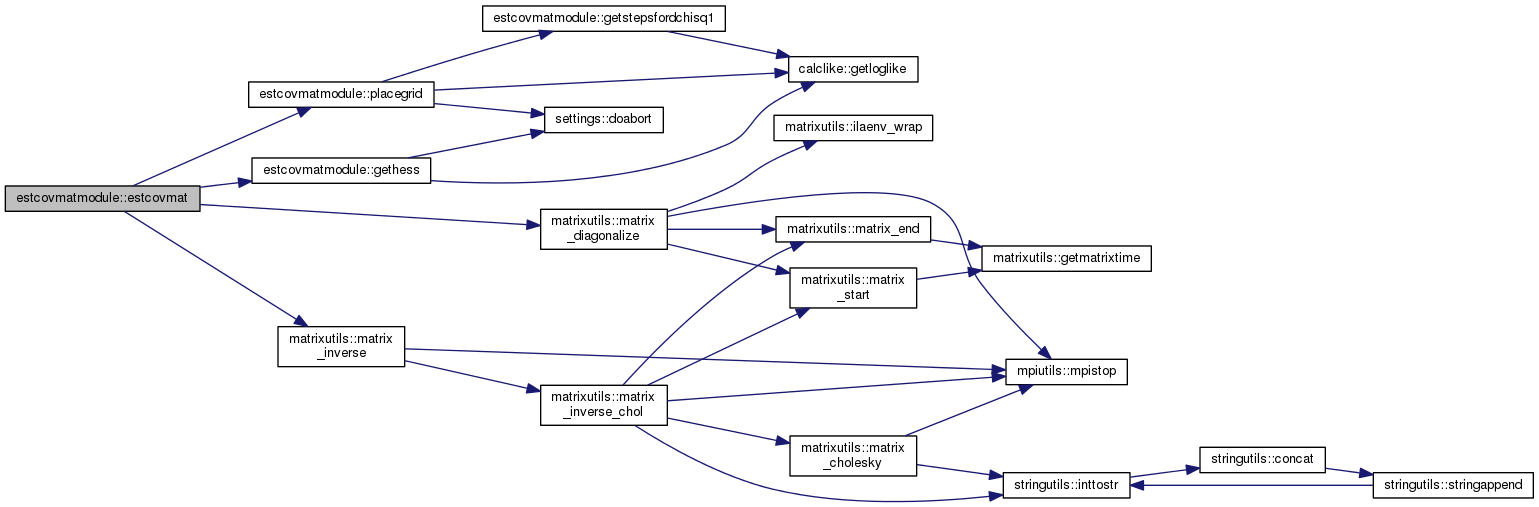 estcovmatmodule::getstepsfordchisq1
calclike::getloglike
estcovmatmodule::placegrid
settings::doabort
matrixutils::ilaenv_wrap
estcovmatmodule::gethess
estcovmatmodule::estcovmat
matrixutils::matrix
_diagonalize
matrixutils::matrix_end
matrixutils::getmatrixtime
matrixutils::matrix
_start
matrixutils::matrix
_inverse
mpiutils::mpistop
matrixutils::matrix
_inverse_chol
matrixutils::matrix
_cholesky
stringutils::concat
stringutils::inttostr
stringutils::stringappend